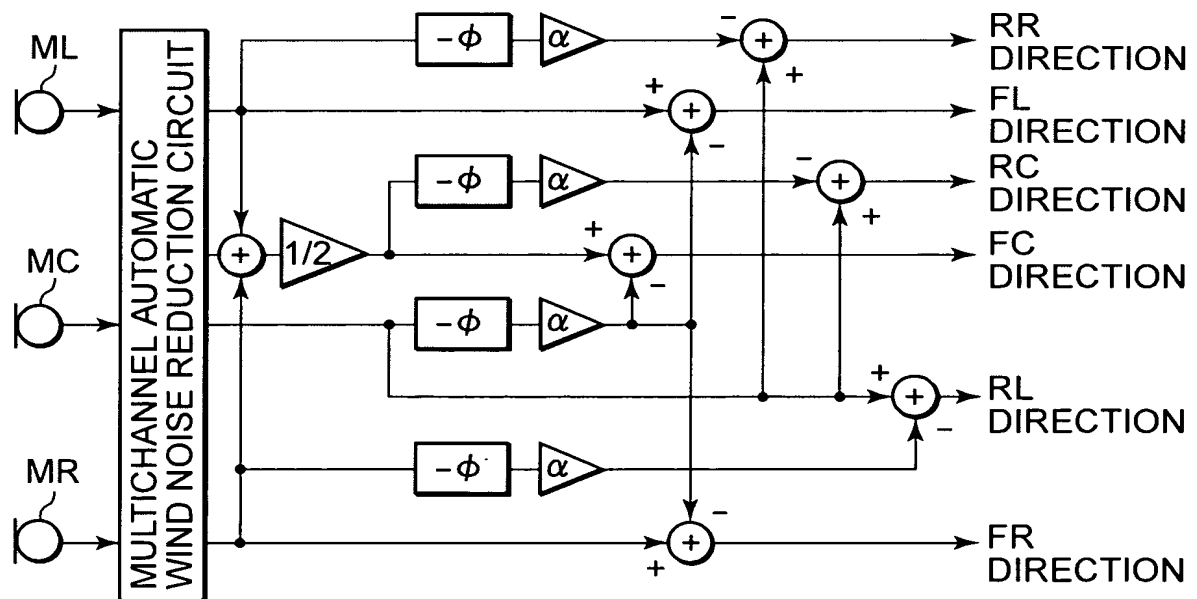 ML
MC
MR
MULTICHANNEL AUTOMATIC
WIND NOISE REDUCTION CIRCUIT
-ϕ
α
-
+
+
RR
DIRECTION
+
+
-
FL
DIRECTION
-ϕ
α
-
+
+
RC
DIRECTION
+
1/2
+
+
-
FC
DIRECTION
-ϕ
α
+
+
-
RL
DIRECTION
-ϕ
α
-
+
+
FR
DIRECTION